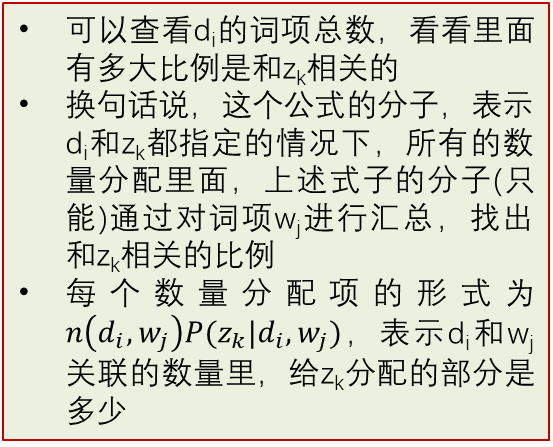 • 可以查看di的词项总数，看看里面
有多大比例是和zk相关的
• 换句话说，这个公式的分子，表示
di和zk都指定的情况下，所有的数
量分配里面，上述式子的分子(只
能)通过对词项wj进行汇总，找出
和zk相关的比例
• 每个数量分配项的形式为
n(di,wj)P(zk|di,wj)，表示di和wj
关联的数量里，给zk分配的部分是
多少